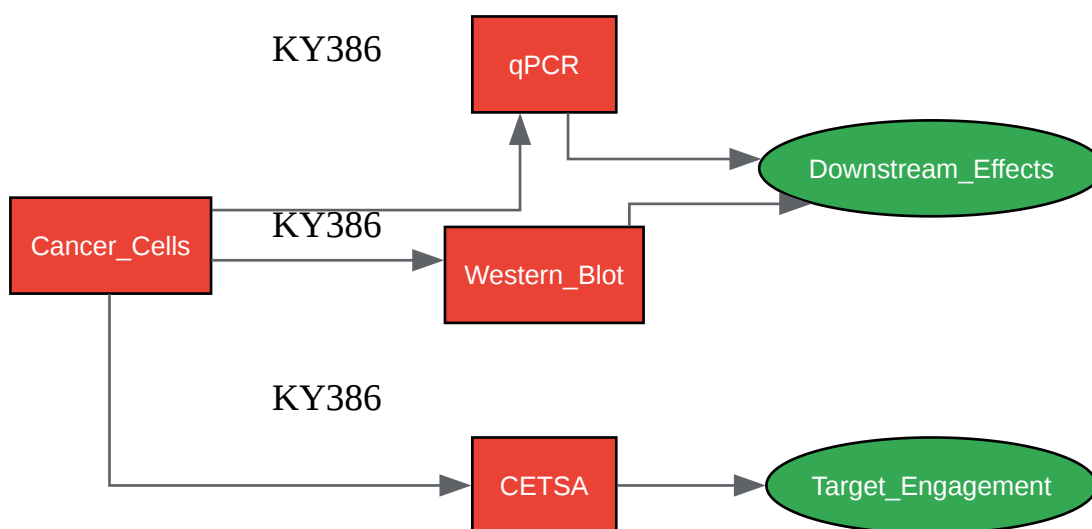 KY386
qPCR
Downstream_Effects
KY386
Cancer_Cells
Western_Blot
KY386
CETSA
Target_Engagement